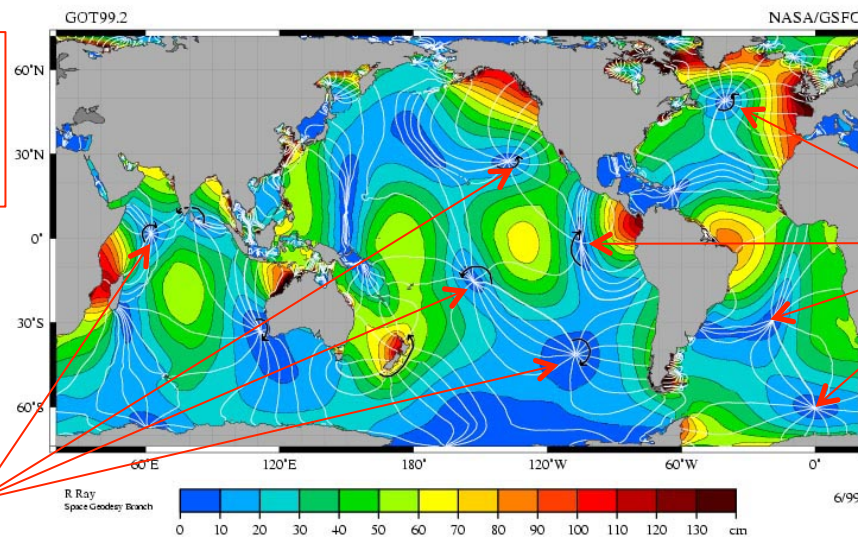 GOT99.2 NASA/GSFC
60°N
30°N
0°
30°S
60°S
60°E 120°E 180° 120°W 60°W 0°
R Ray 6/99
Space Geodesy Branch
0 10 20 30 40 50 60 70 80 90 100 110 120 130 cm